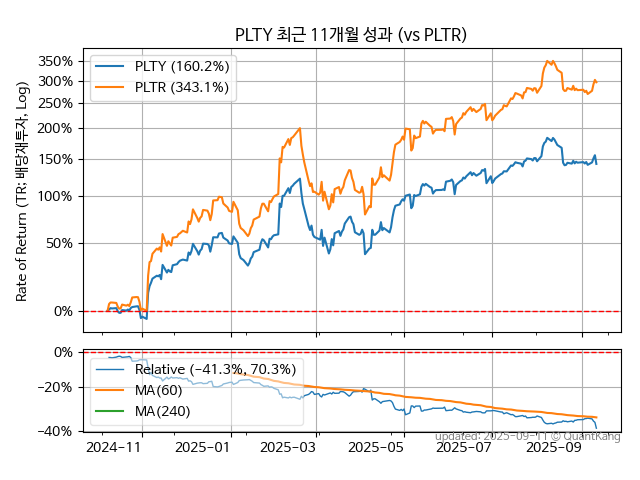 PLTY 최근 11개월 성과 (vs PLTR)
Rate of Return (TR: 배당재투자, Log)
350%
300%
250%
200%
150%
100%
50%
0%
PLTY (160.2%)
PLTR (343.1%)
0%
−20%
−40%
Relative (−41.3%, 70.3%)
MA(60)
MA(240)
2024−11
2025−01
2025−03
2025−05
2025−07
2025−09
updated: 2025-09-11 © QuantKang